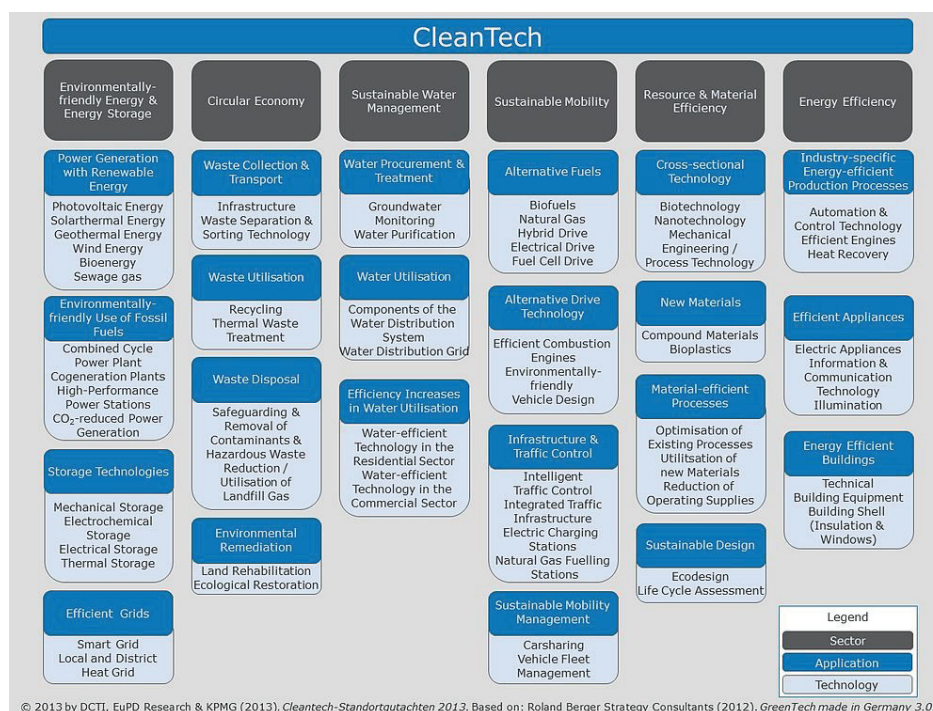 CleanTech
Environmentally-
friendly Energy &
Energy Storage
Power Generation
with Renewable
Energy
Photovoltaic Energy
Solarthermal Energy
Geothermal Energy
Wind Energy
Bioenergy
Sewage gas
Environmentally-
friendly Use of Fossil
Fuels
Combined Cycle
Power Plant
Cogeneration Plants
High-Performance
Power Stations
CO₂-reduced Power
Generation
Storage Technologies
Mechanical Storage
Electrochemical
Storage
Electrical Storage
Thermal Storage
Efficient Grids
Smart Grid
Local and District
Heat Grid
Circular Economy
Waste Collection &
Transport
Infrastructure
Waste Separation &
Sorting Technology
Waste Utilisation
Recycling
Thermal Waste
Treatment
Waste Disposal
Safeguarding &
Removal of
Contaminants &
Hazardous Waste
Reduction /
Utilisation of
Landfill Gas
Environmental
Remediation
Land Rehabilitation
Ecological Restoration
Sustainable Water
Management
Water Procurement &
Treatment
Groundwater
Monitoring
Water Purification
Water Utilisation
Components of the
Water Distribution
System
Water Distribution Grid
Efficiency Increases
in Water Utilisation
Water-efficient
Technology in the
Residential Sector
Water-efficient
Technology in the
Commercial Sector
Sustainable Mobility
Alternative Fuels
Biofuels
Natural Gas
Hybrid Drive
Electrical Drive
Fuel Cell Drive
Alternative Drive
Technology
Efficient Combustion
Engines
Environmentally-
friendly
Vehicle Design
Infrastructure &
Traffic Control
Intelligent
Traffic Control
Integrated Traffic
Infrastructure
Electric Charging
Stations
Natural Gas Fuelling
Stations
Sustainable Mobility
Management
Carsharing
Vehicle Fleet
Management
Resource & Material
Efficiency
Cross-sectional
Technology
Biotechnology
Nanotechnology
Mechanical
Engineering /
Process Technology
New Materials
Compound Materials
Bioplastics
Material-efficient
Processes
Optimisation of
Existing Processes
Utilitsation of
new Materials
Reduction of
Operating Supplies
Sustainable Design
Ecodesign
Life Cycle Assessment
Energy Efficiency
Industry-specific
Energy-efficient
Production Processes
Automation &
Control Technology
Efficient Engines
Heat Recovery
Efficient Appliances
Electric Appliances
Information &
Communication
Technology
Illumination
Energy Efficient
Buildings
Technical
Building Equipment
Building Shell
(Insulation &
Windows)
Legend
Sector
Application
Technology
© 2013 by DCTI, EuPD Research & KPMG (2013). Cleantech-Standortgutachten 2013. Based on: Roland Berger Strategy Consultants (2012). GreenTech made in Germany 3.0